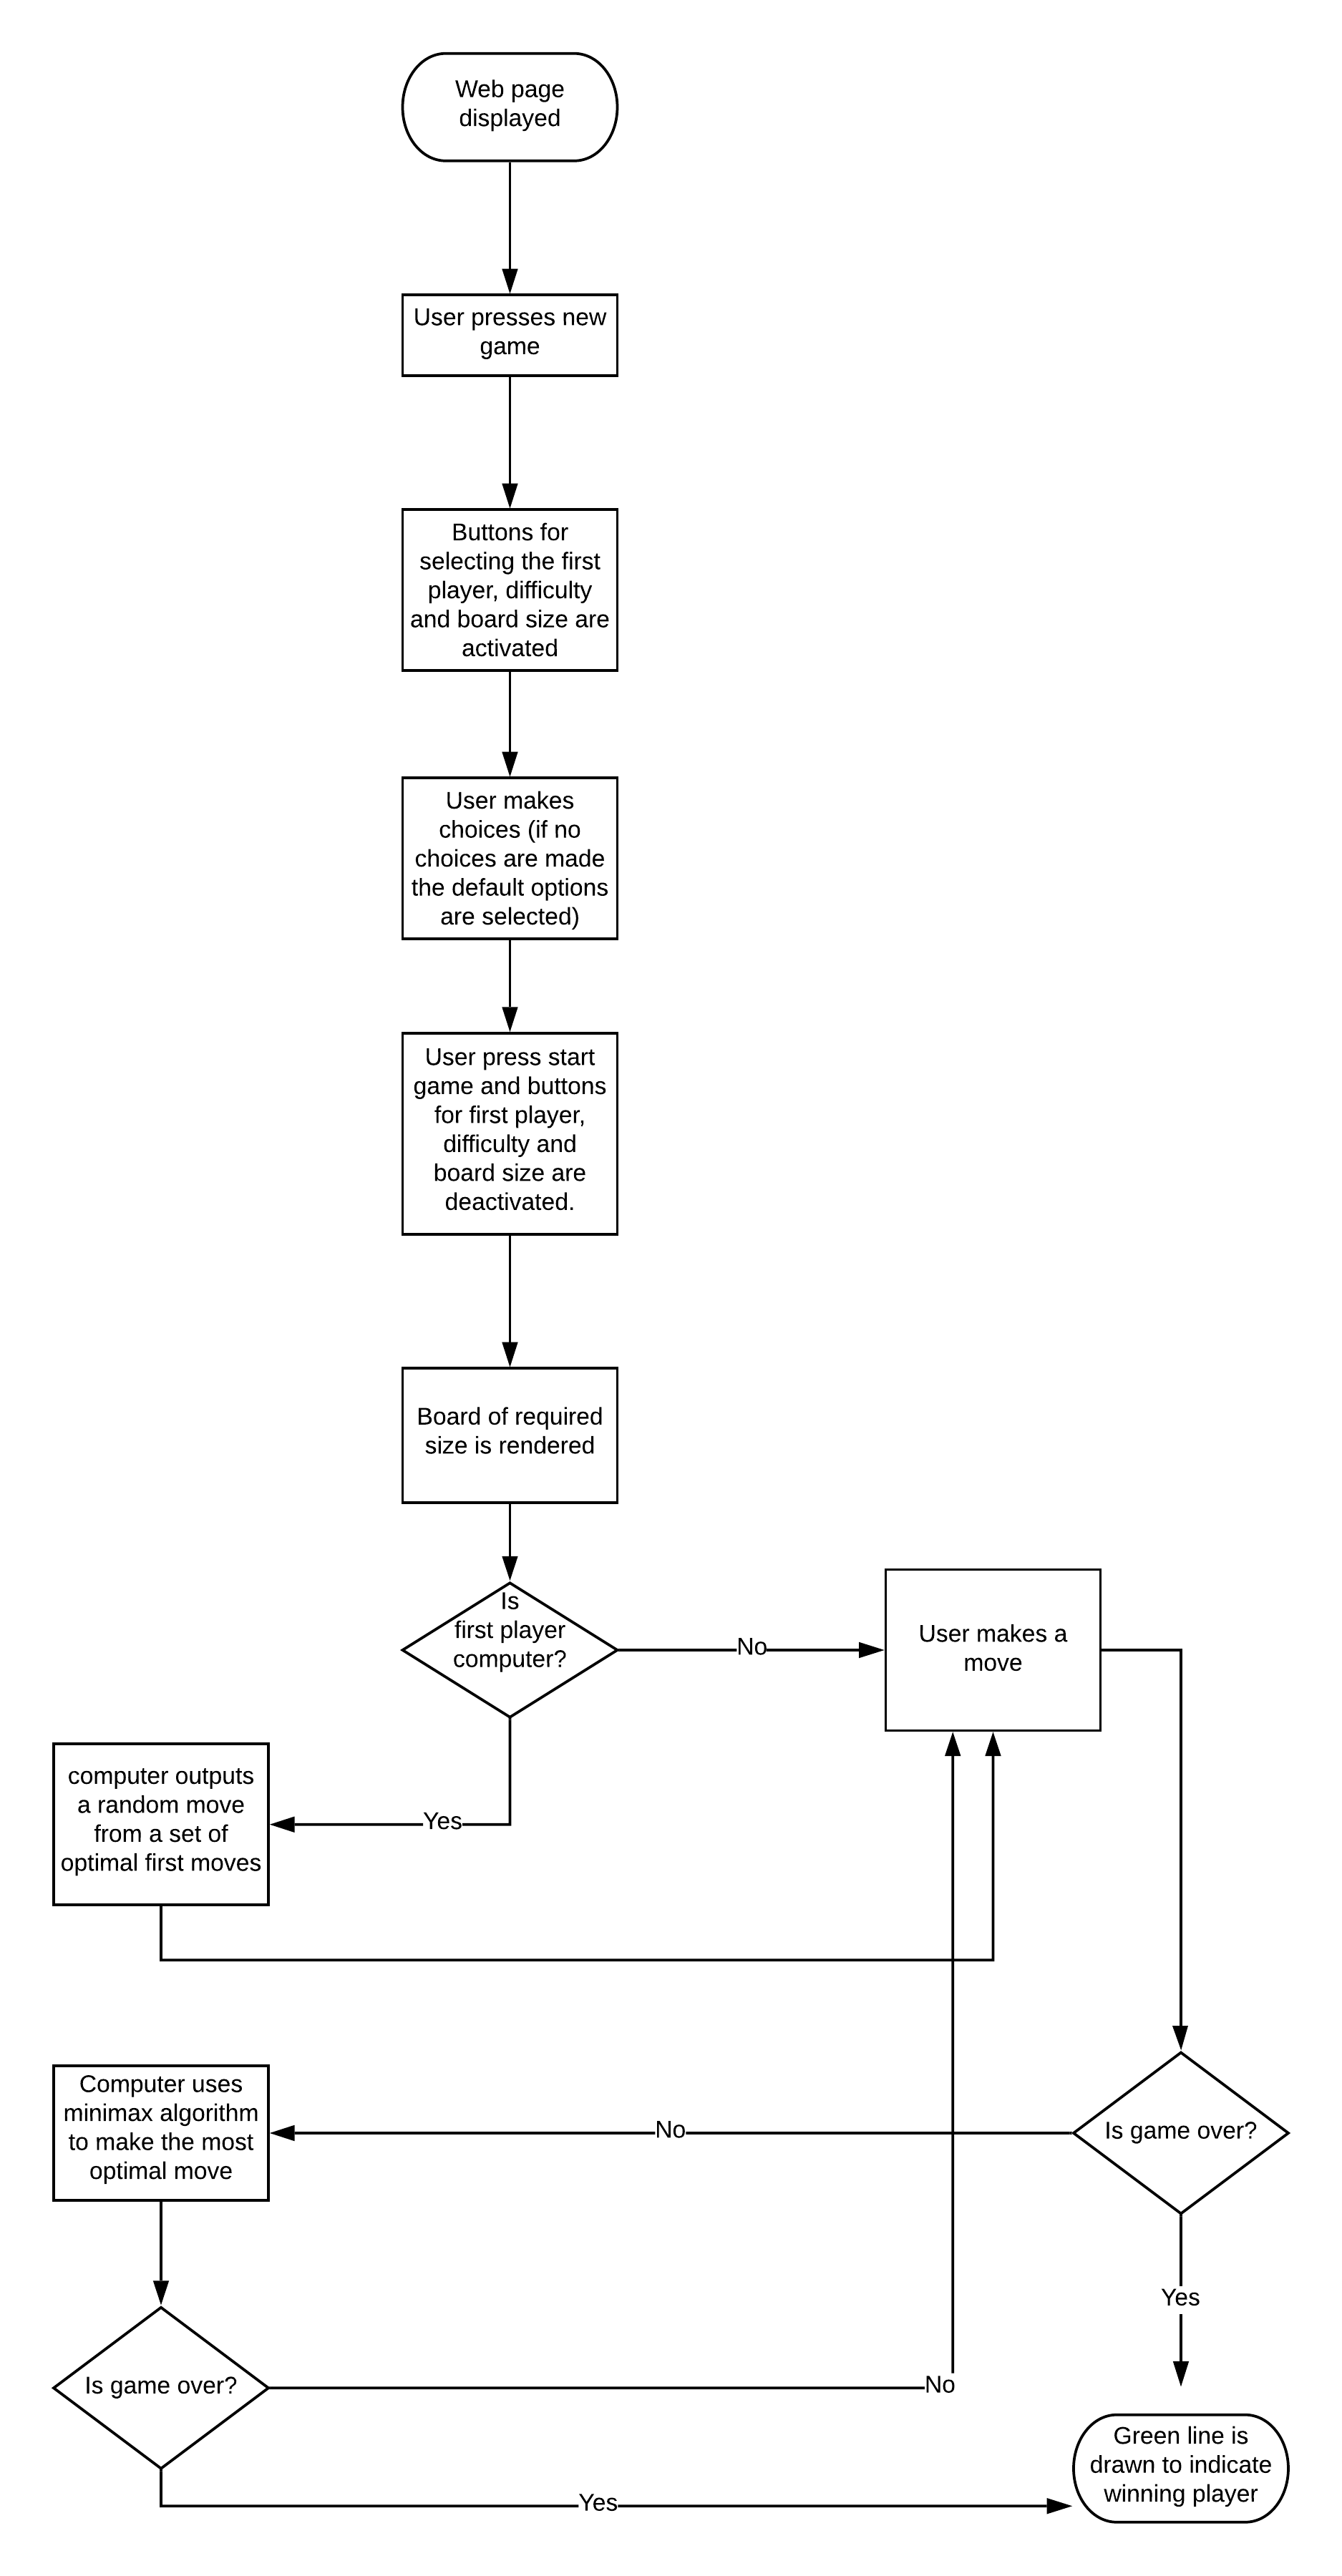 Web page
displayed
User presses new
game
Buttons for
selecting the first
player, difficulty
and board size are
activated
User makes
choices (if no
choices are made
the default options
are selected)
User press start
game and buttons
for first player,
difficulty and
board size are
deactivated.
Board of required
size is rendered
Is
first player
computer?
No
User makes a
move
Yes
computer outputs
a random move
from a set of
optimal first moves
Computer uses
minimax algorithm
to make the most
optimal move
No
Is game over?
Yes
Is game over?
No
Green line is
drawn to indicate
winning player
Yes